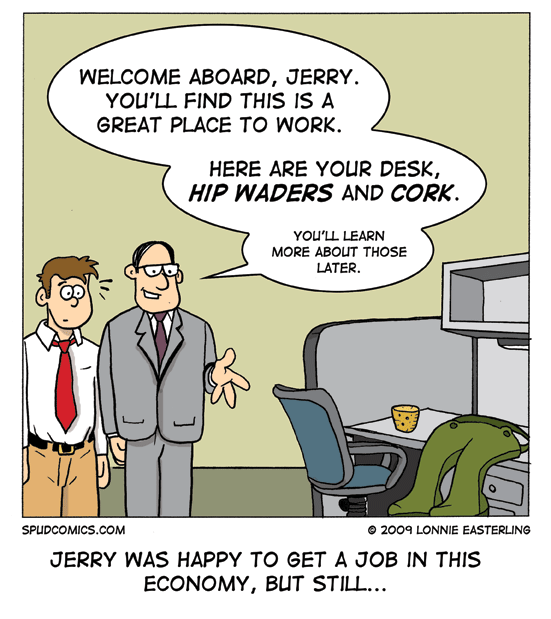 WELCOME ABOARD, JERRY.
YOU'LL FIND THIS IS A
GREAT PLACE TO WORK.
HERE ARE YOUR DESK,
HIP WADERS AND CORK.
YOU'LL LEARN
MORE ABOUT THOSE
LATER.
SPUDCOMICS.COM
© 2009 LONNIE EASTERLING
JERRY WAS HAPPY TO GET A JOB IN THIS
ECONOMY, BUT STILL...